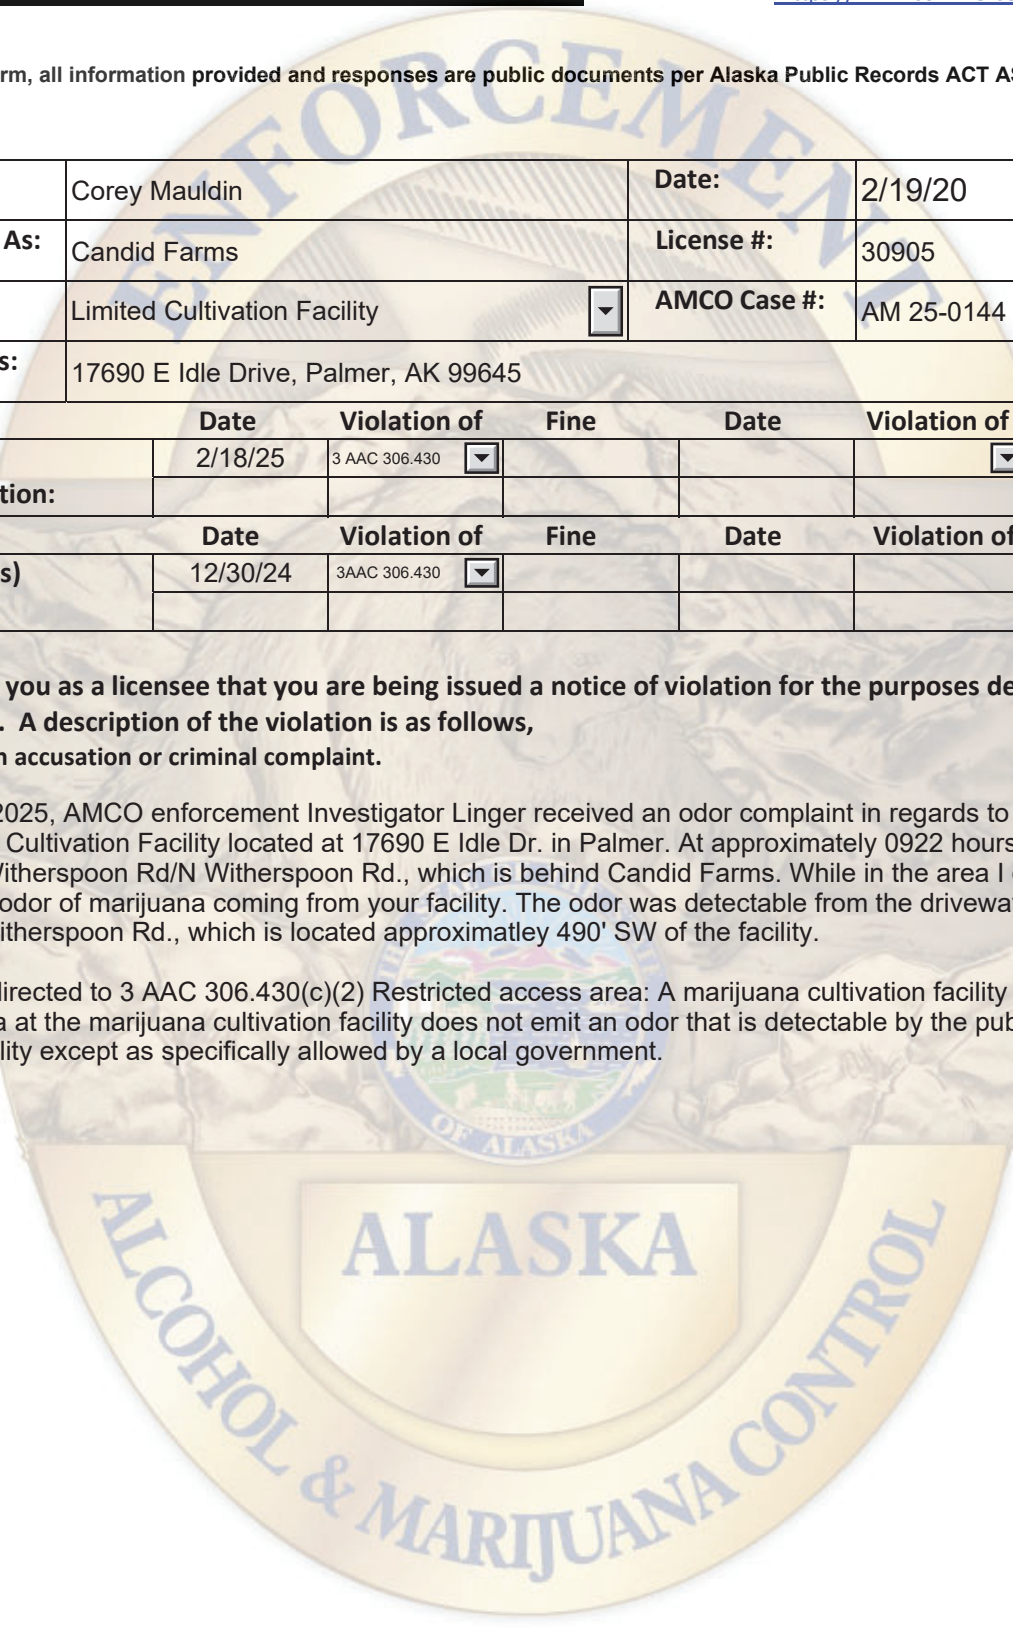 rm, all information provided and responses are public documents per Alaska Public Records ACT AS
Corey Mauldin Date: 2/19/20
As: Candid Farms License #: 30905
Limited Cultivation Facility AMCO Case #: AM 25-0144
s: 17690 E Idle Drive, Palmer, AK 99645
Date Violation of Fine Date Violation of
2/18/25 3 AAC 306.430
tion:
Date Violation of Fine Date Violation of
s) 12/30/24 3AAC 306.430
you as a licensee that you are being issued a notice of violation for the purposes de
. A description of the violation is as follows,
n accusation or criminal complaint.
2025, AMCO enforcement Investigator Linger received an odor complaint in regards to
Cultivation Facility located at 17690 E Idle Dr. in Palmer. At approximately 0922 hours
Witherspoon Rd/N Witherspoon Rd., which is behind Candid Farms. While in the area I
odor of marijuana coming from your facility. The odor was detectable from the driveway
itherspoon Rd., which is located approximatley 490' SW of the facility.
directed to 3 AAC 306.430(c)(2) Restricted access area: A marijuana cultivation facility
a at the marijuana cultivation facility does not emit an odor that is detectable by the pub
lity except as specifically allowed by a local government.
ENFORCEMENT
OF ALASKA
ALASKA
ALCOHOL & MARIJUANA CONTROL